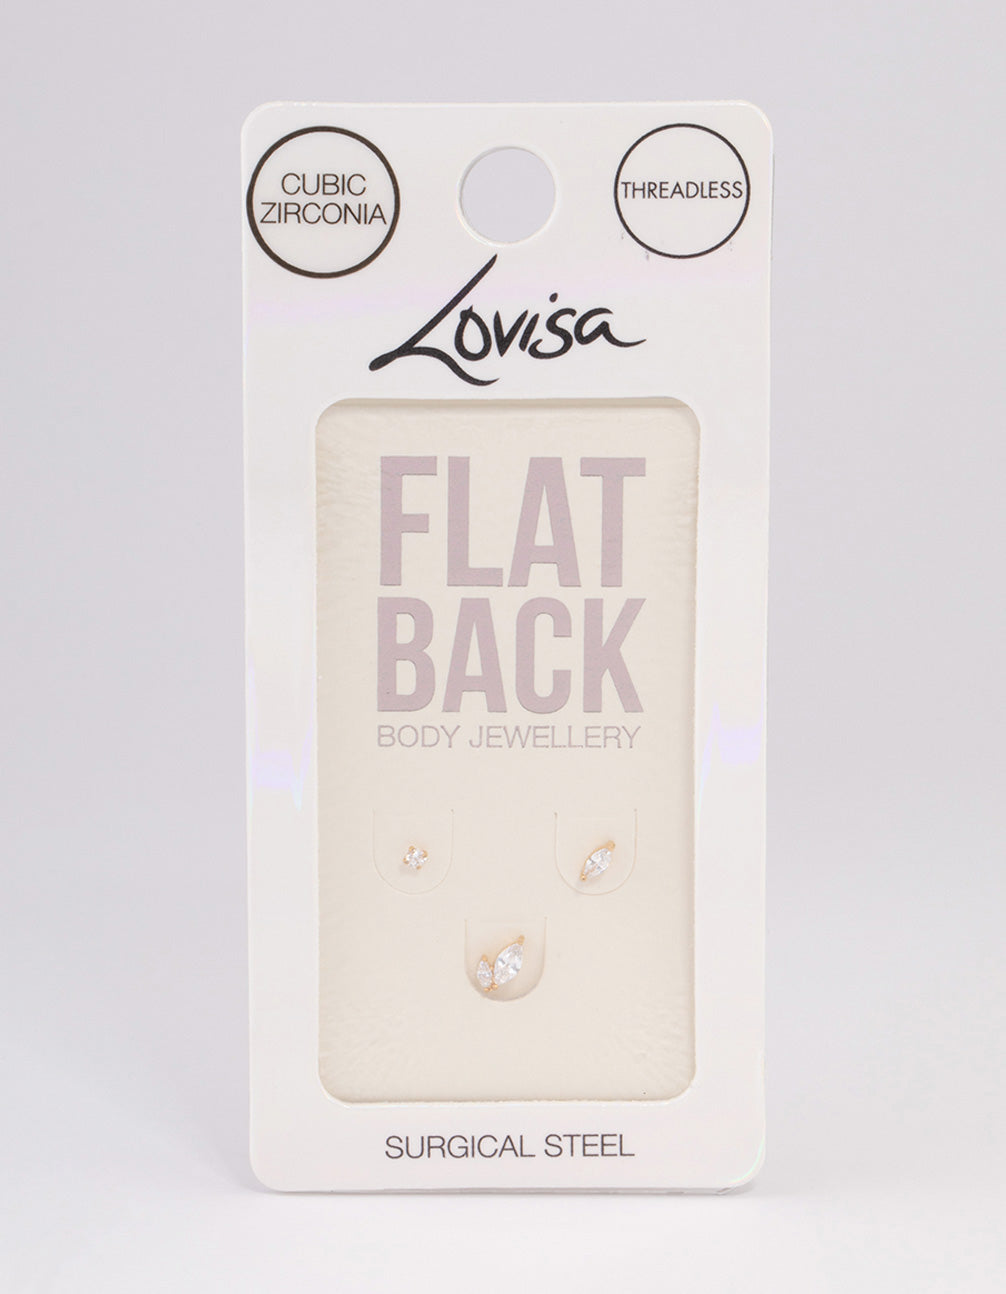 CUBIC
ZIRCONIA
THREADLESS
Lovisa
FLAT
BACK
BODY JEWELLERY
SURGICAL STEEL